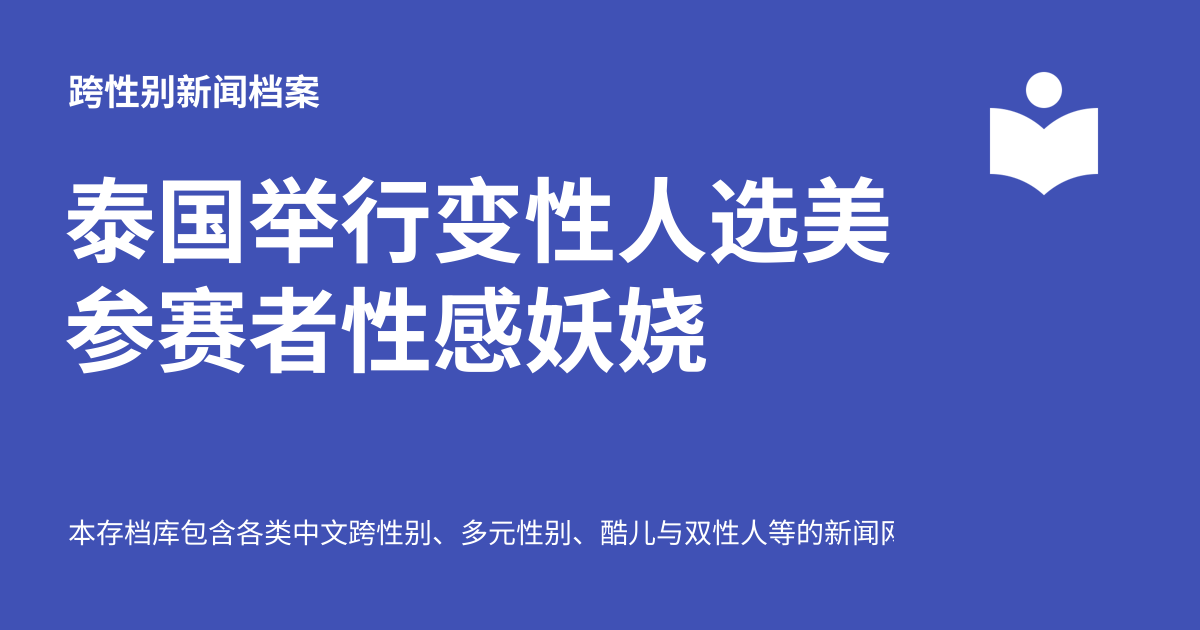 跨性别新闻档案
泰国举行变性人选美
参赛者性感妖娆
本存档库包含各类中文跨性别、多元性别、酷儿与双性人等的新闻